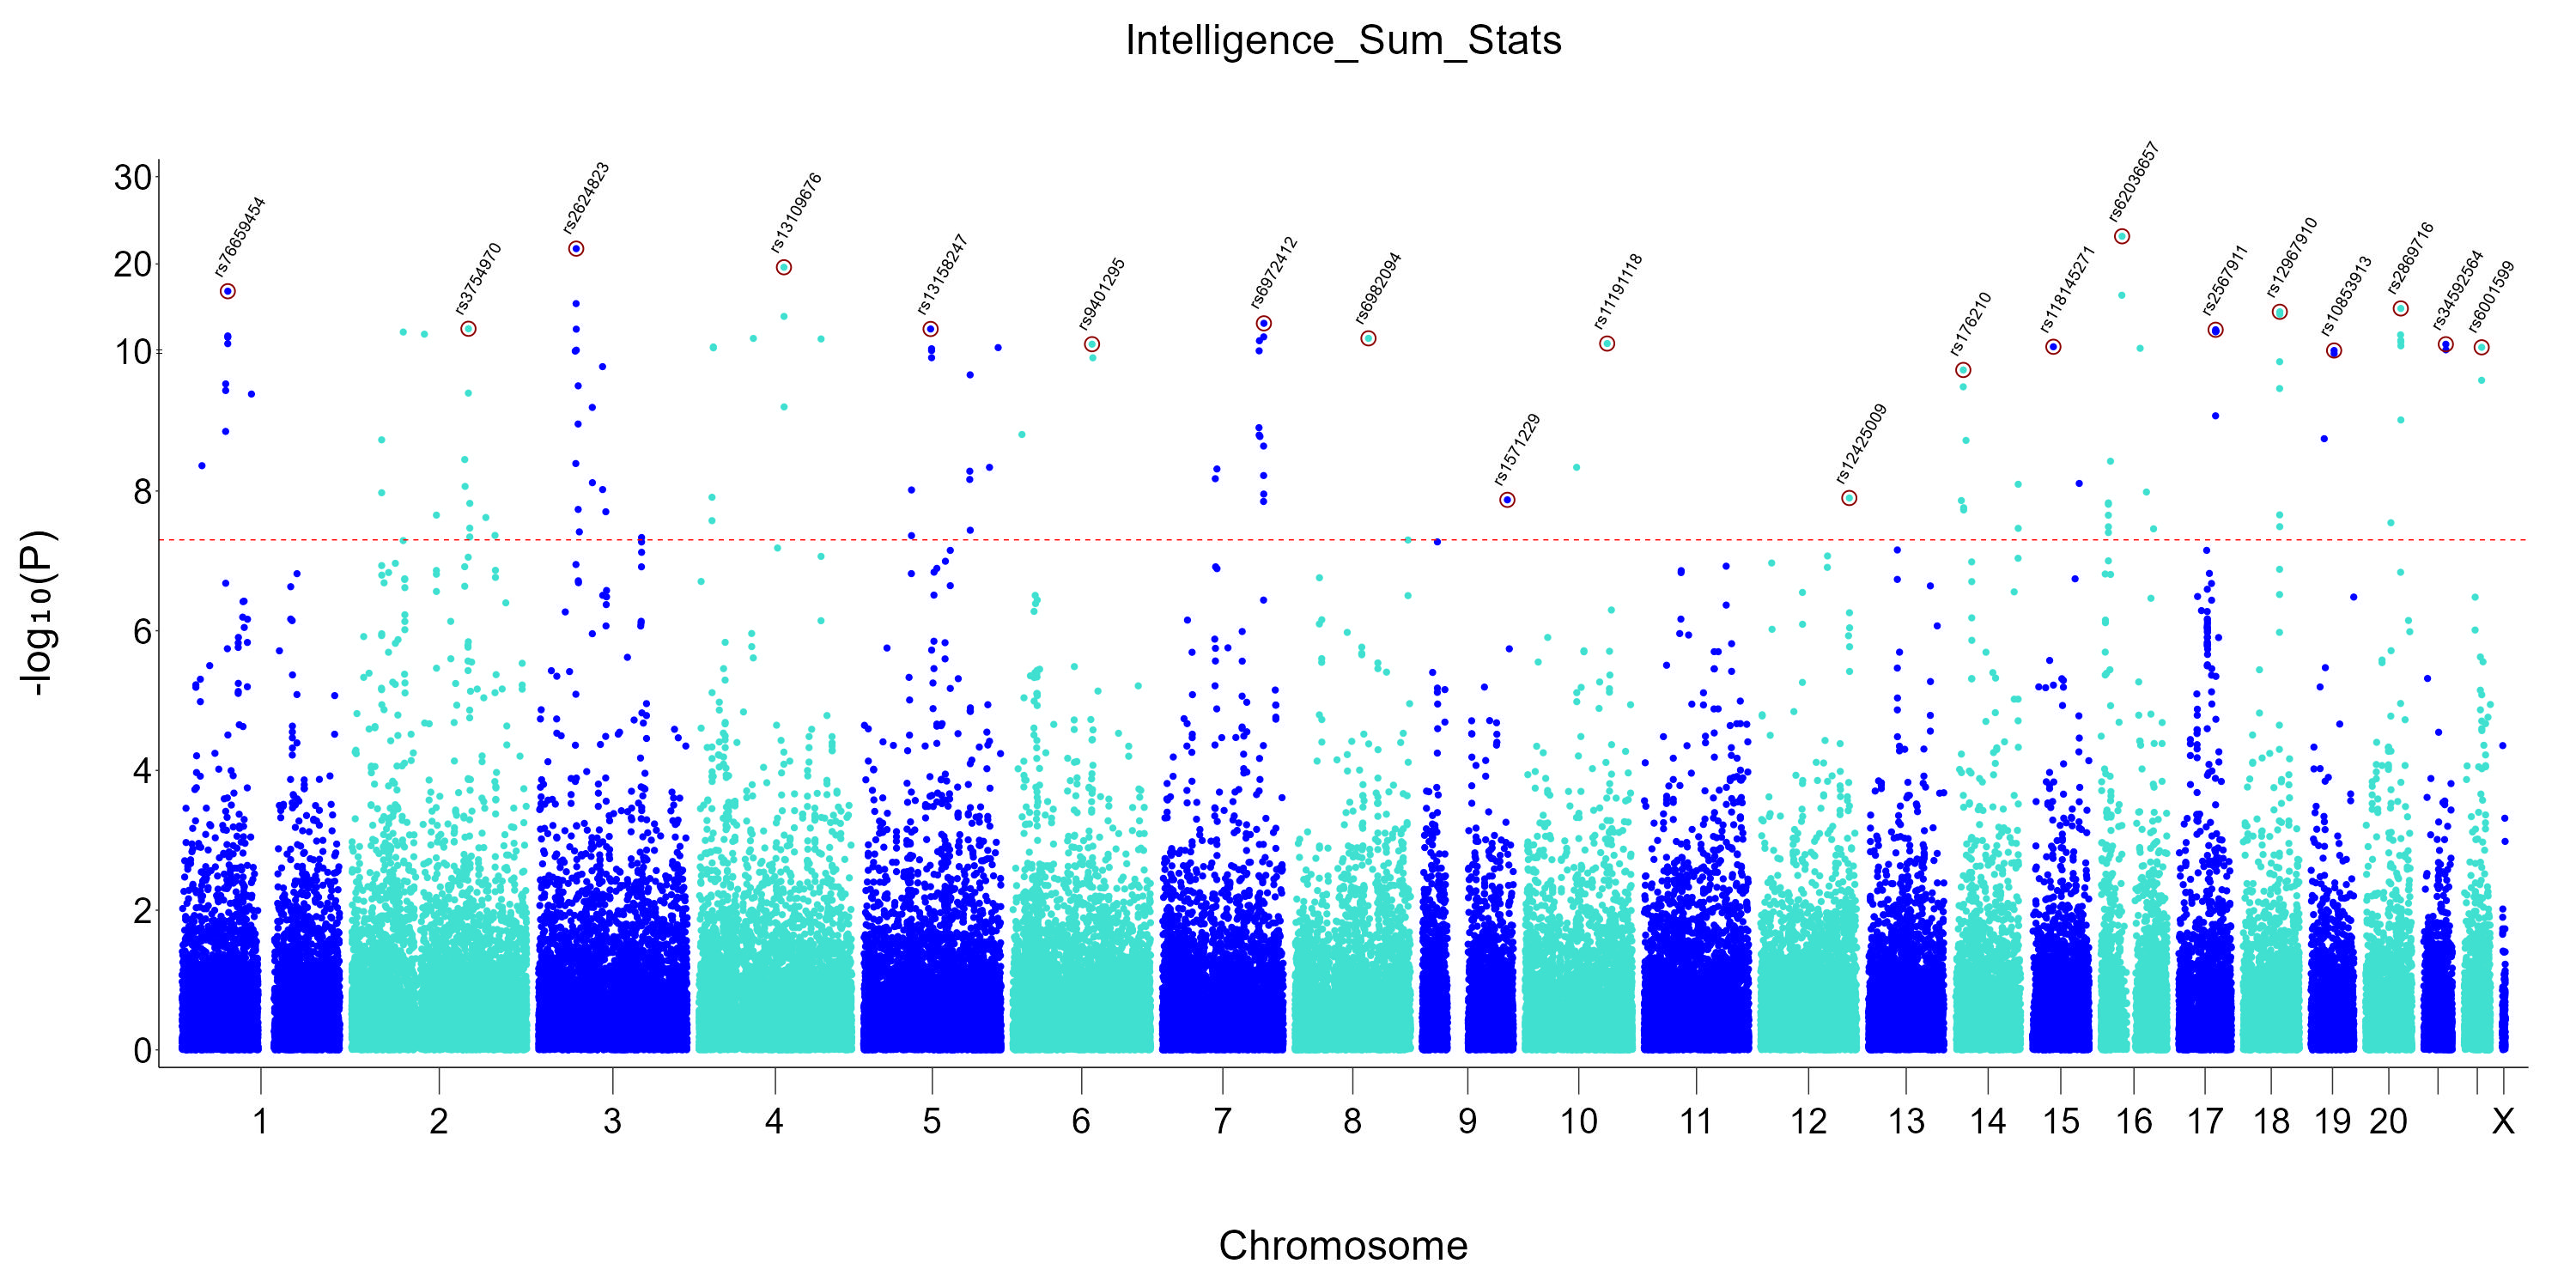 Intelligence_Sum_Stats
-log₁₀(P)
30
20
10
8
6
4
2
0
rs76659454
rs3754970
rs2624823
rs13109676
rs13158247
rs9401295
rs6972412
rs6982094
rs1571229
rs11191118
rs12425009
rs176210
rs118145271
rs62036657
rs2567911
rs12967910
rs10853913
rs2869716
rs34592564
rs6001599
1 2 3 4 5 6 7 8 9 10 11 12 13 14 15 16 17 18 19 20 X
Chromosome